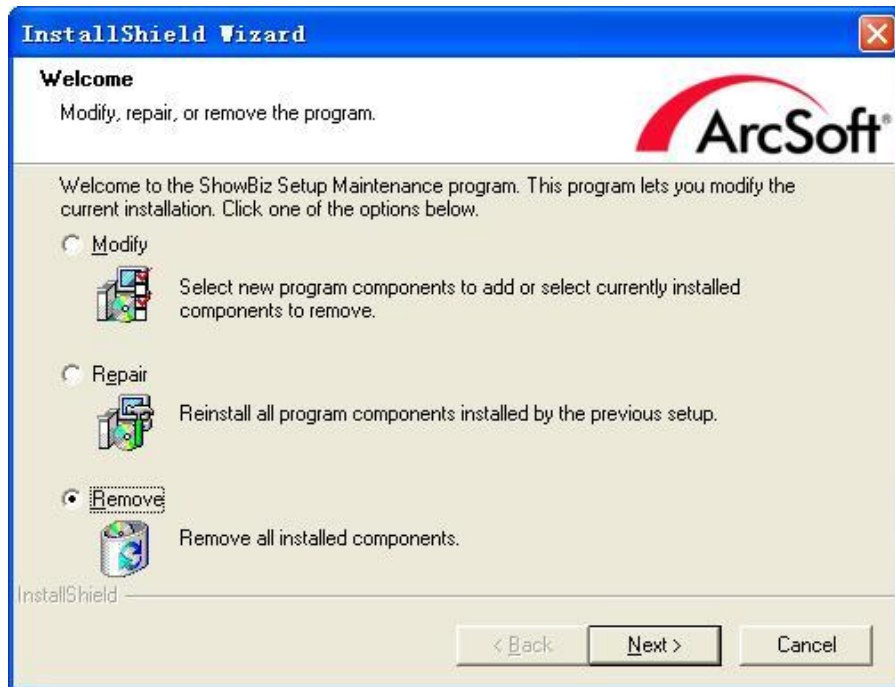 InstallShield Wizard
Welcome
Modify, repair, or remove the program.
ArcSoft®
Welcome to the ShowBiz Setup Maintenance program. This program lets you modify the
current installation. Click one of the options below.
Modify
Select new program components to add or select currently installed
components to remove.
Repair
Reinstall all program components installed by the previous setup.
Remove
Remove all installed components.
InstallShield
< Back
Next >
Cancel